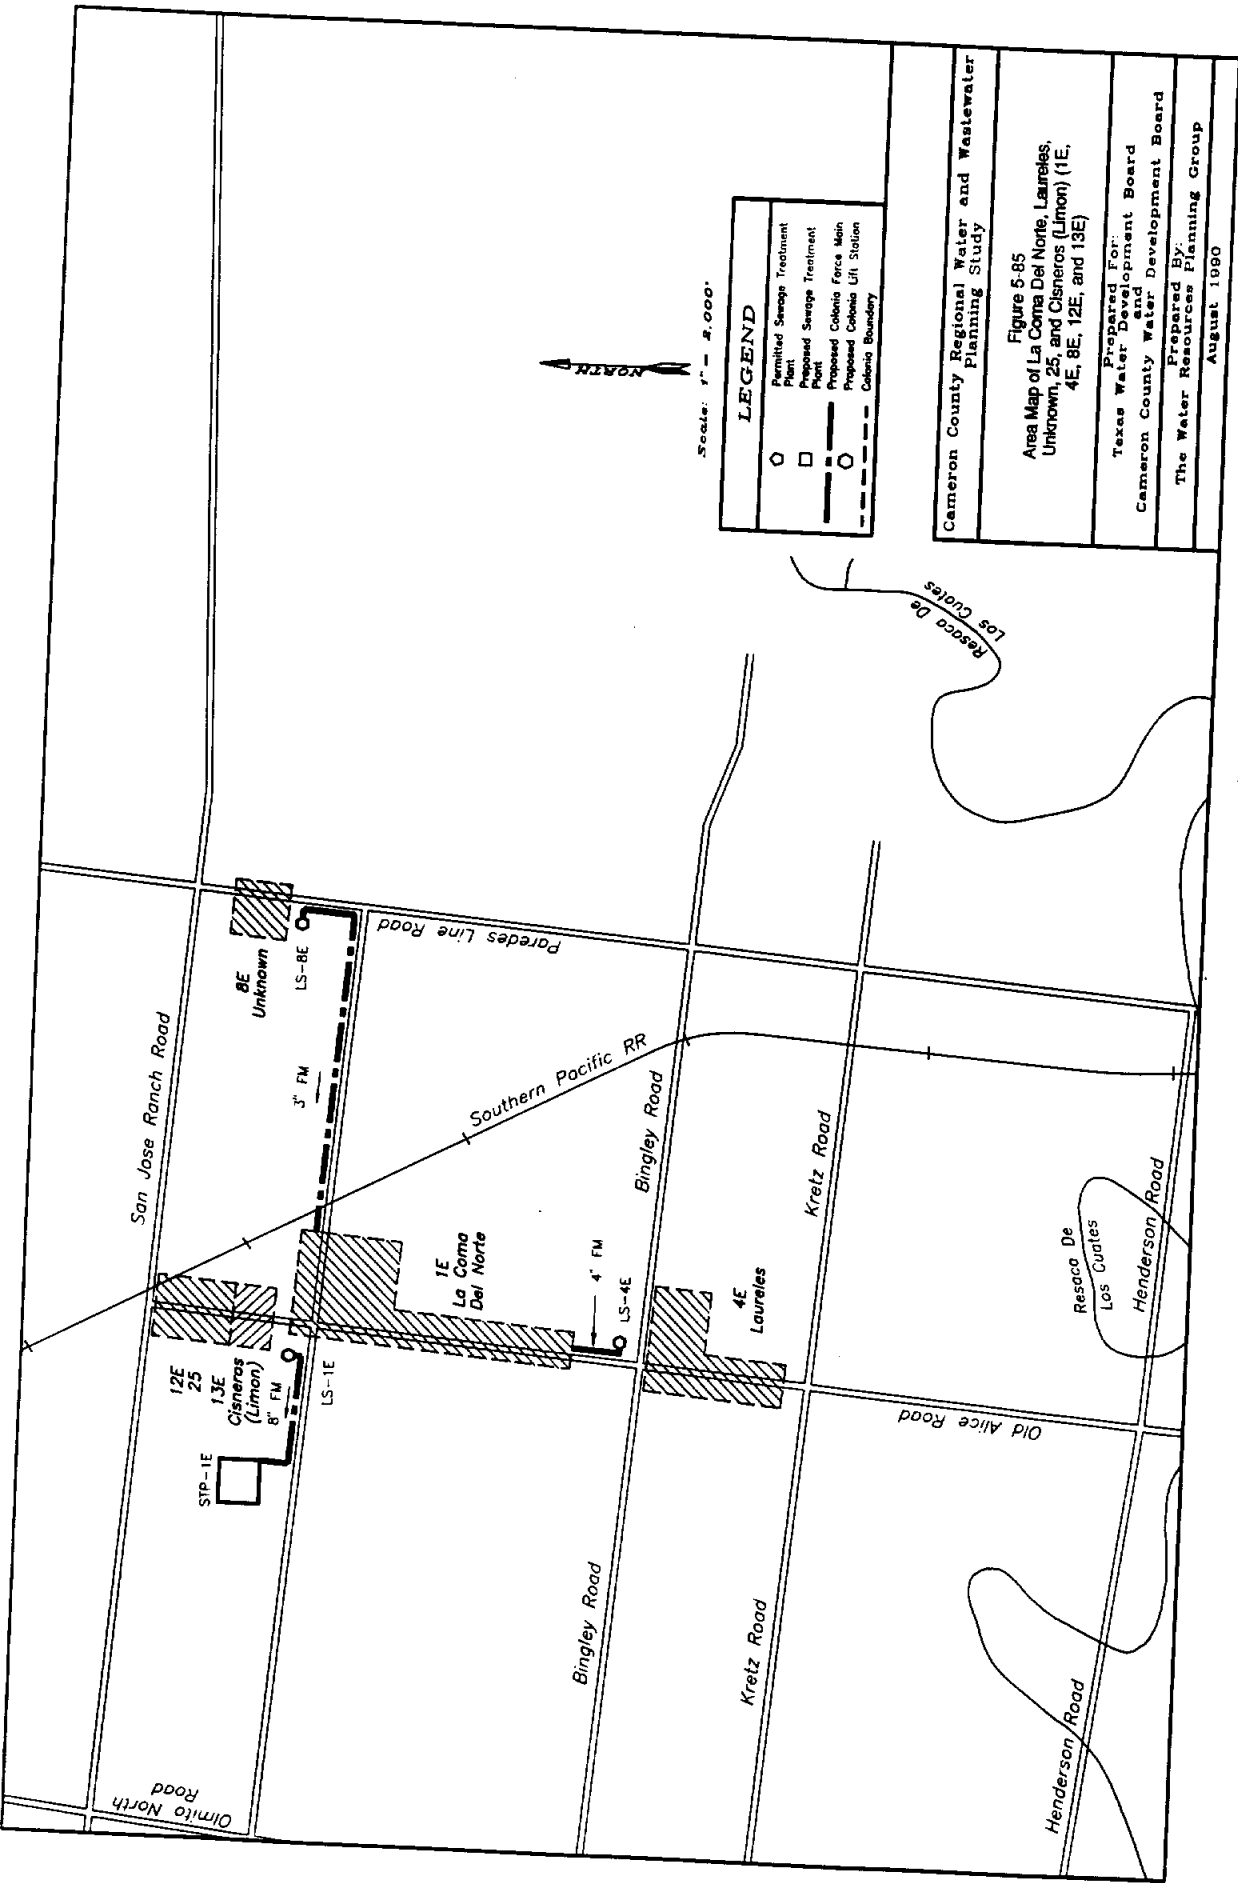 San Jose Ranch Road
8E
Unknown
LS-8E
3" FM
Paredes Line Road
Southern Pacific RR
12E
25
13E
Cisneros
(Limon)
8" FM
STP-1E
LS-1E
1E
La Coma
Del Norte
4" FM
LS-4E
Bingley Road
4E
Laureles
Kretz Road
Old Alice Road
Olmito North
Road
Bingley Road
Kretz Road
Henderson Road
Henderson Road
Resaca De
Los Cuates
Resaca De
Los Cuates
NORTH
Scale: 1" = 2,000'
LEGEND
Permitted Sewage Treatment
Plant
Proposed Sewage Treatment
Plant
Proposed Colonia Force Main
Proposed Colonia Lift Station
Colonia Boundary
Cameron County Regional Water and Wastewater
Planning Study
Figure 5-85
Area Map of La Coma Del Norte, Laureles,
Unknown, 25, and Cisneros (Limon) (1E,
4E, 8E, 12E, and 13E)
Prepared For:
Texas Water Development Board
and
Cameron County Water Development Board
Prepared By:
The Water Resources Planning Group
August 1990